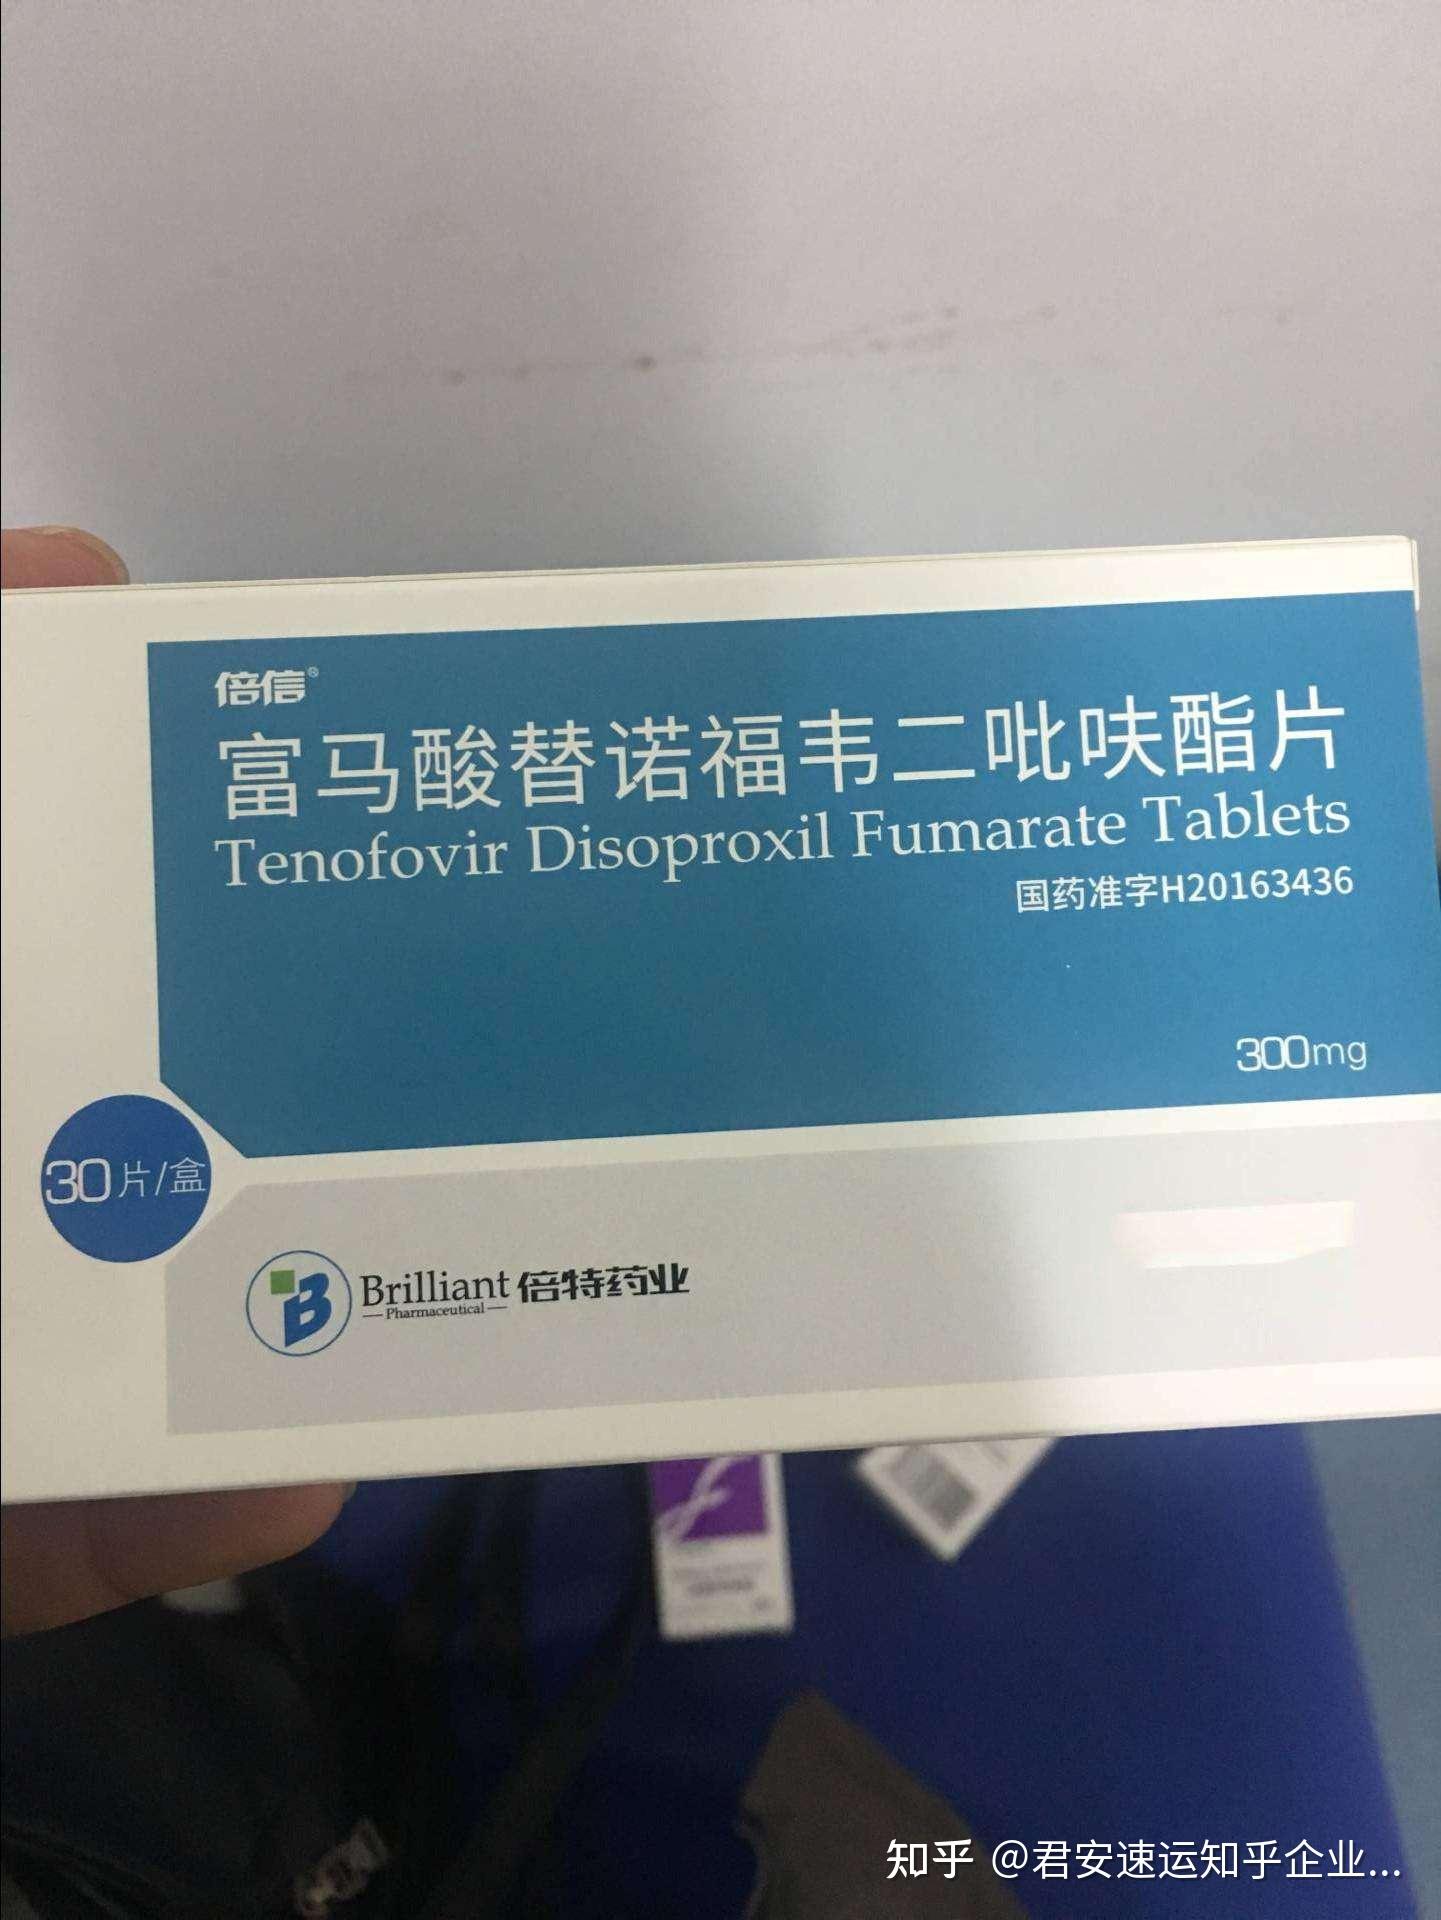 倍信®
富马酸替诺福韦二吡呋酯片
Tenofovir Disoproxil Fumarate Tablets
国药准字H20163436
300mg
30片/盒
Brilliant 倍特药业
Pharmaceutical
知乎 @君安速运知乎企业...